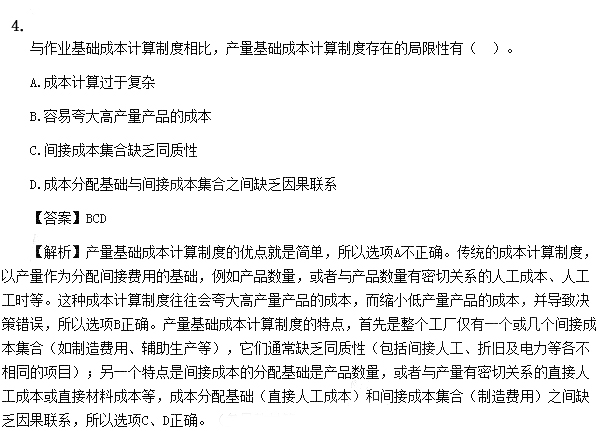 4.
与作业基础成本计算制度相比，产量基础成本计算制度存在的局限性有（　）。
A.成本计算过于复杂
B.容易夸大高产量产品的成本
C.间接成本集合缺乏同质性
D.成本分配基础与间接成本集合之间缺乏因果联系
【答案】BCD
【解析】产量基础成本计算制度的优点就是简单，所以选项A不正确。传统的成本计算制度，
以产量作为分配间接费用的基础，例如产品数量，或者与产品数量有密切关系的人工成本、人工
工时等。这种成本计算制度往往会夸大高产量产品的成本，而缩小低产量产品的成本，并导致决
策错误，所以选项B正确。产量基础成本计算制度的特点，首先是整个工厂仅有一个或几个间接成
本集合（如制造费用、辅助生产等），它们通常缺乏同质性（包括间接人工、折旧及电力等各不
相同的项目）；另一个特点是间接成本的分配基础是产品数量，或者与产量有密切关系的直接人
工成本或直接材料成本等，成本分配基础（直接人工成本）和间接成本集合（制造费用）之间缺
乏因果联系，所以选项C、D正确。